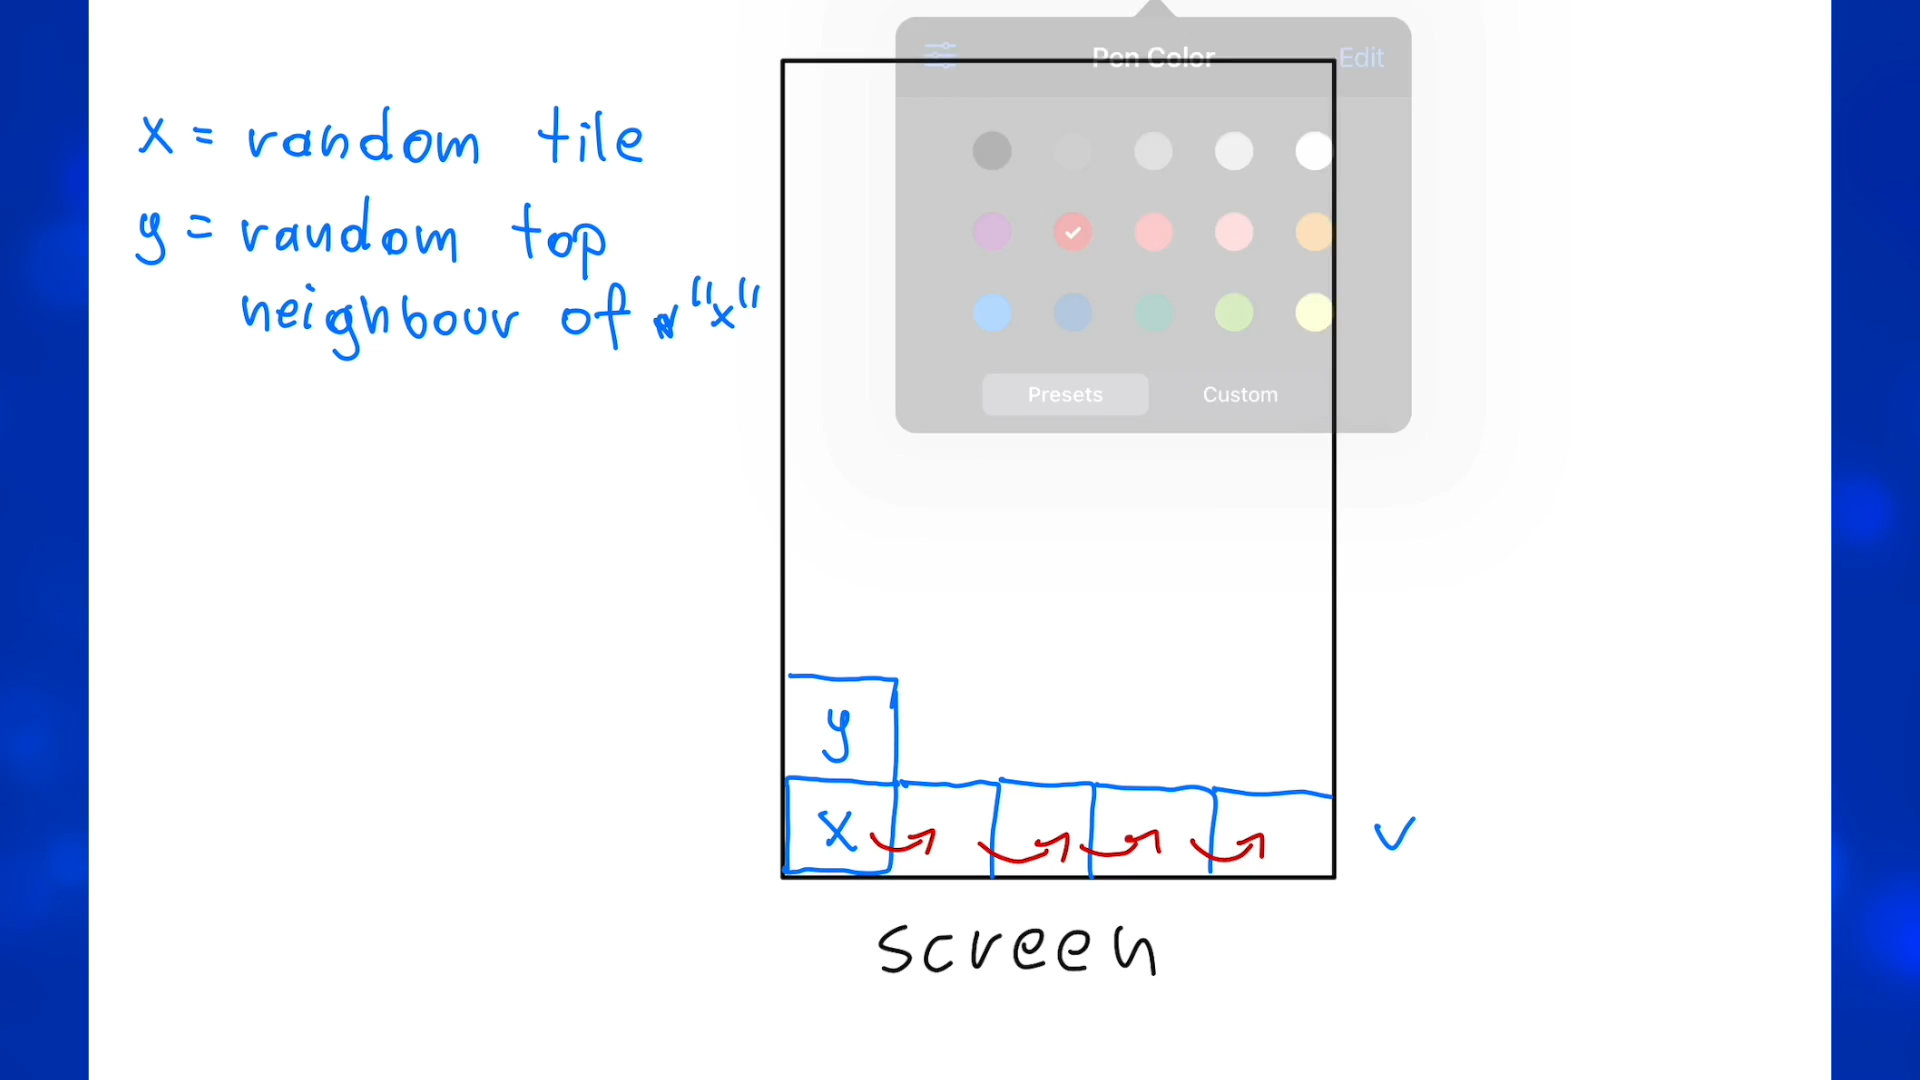 Pen Color
Edit
x = random tile
y = random top
neighbour of "x"
Presets
Custom
y
x
v
screen